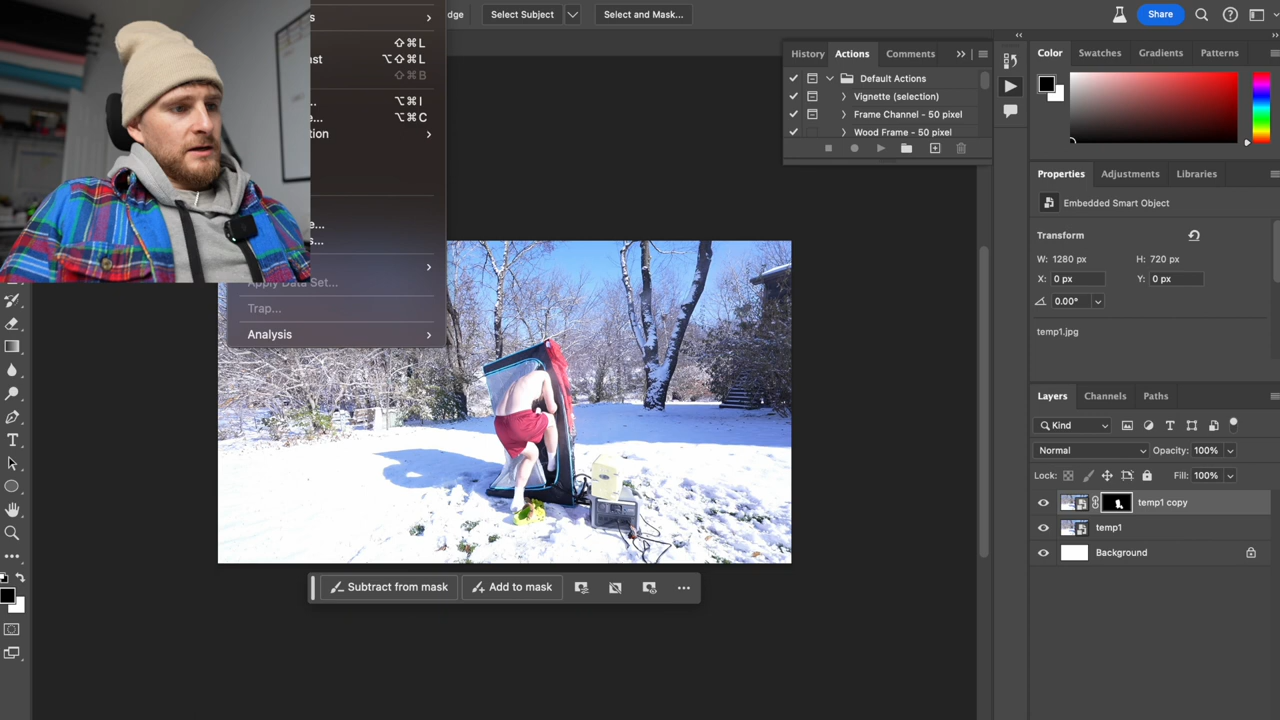 dge
Select Subject
Select and Mask...
Share
s
⇧⌘L
ast
⌥⇧⌘L
⇧⌘B
...
⌥⌘I
e...
⌥⌘C
tion
e...
s...
Apply Data Set...
Trap...
Analysis
History
Actions
Comments
Default Actions
Vignette (selection)
Frame Channel - 50 pixel
Wood Frame - 50 pixel
Color
Swatches
Gradients
Patterns
Properties
Adjustments
Libraries
Embedded Smart Object
Transform
W: 1280 px
H: 720 px
X: 0 px
Y: 0 px
0.00°
temp1.jpg
Layers
Channels
Paths
Kind
Normal
Opacity: 100%
Lock:
Fill: 100%
temp1 copy
temp1
Background
Subtract from mask
Add to mask